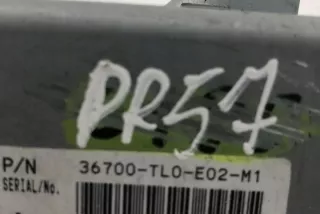 PR57
P/N 36700-TL0-E02-M1
SERIAL/No.